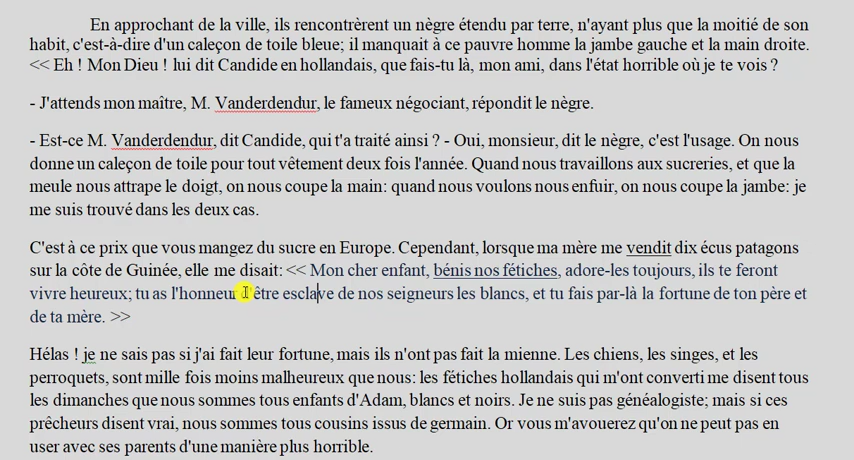 En approchant de la ville, ils rencontrèrent un nègre étendu par terre, n'ayant plus que la moitié de son
habit, c'est-à-dire d'un caleçon de toile bleue; il manquait à ce pauvre homme la jambe gauche et la main droite.
<< Eh ! Mon Dieu ! lui dit Candide en hollandais, que fais-tu là, mon ami, dans l'état horrible où je te vois ?
- J'attends mon maître, M. Vanderdendur, le fameux négociant, répondit le nègre.
- Est-ce M. Vanderdendur, dit Candide, qui t'a traité ainsi ? - Oui, monsieur, dit le nègre, c'est l'usage. On nous
donne un caleçon de toile pour tout vêtement deux fois l'année. Quand nous travaillons aux sucreries, et que la
meule nous attrape le doigt, on nous coupe la main: quand nous voulons nous enfuir, on nous coupe la jambe: je
me suis trouvé dans les deux cas.
C'est à ce prix que vous mangez du sucre en Europe. Cependant, lorsque ma mère me vendit dix écus patagons
sur la côte de Guinée, elle me disait: << Mon cher enfant, bénis nos fétiches, adore-les toujours, ils te feront
vivre heureux; tu as l'honneur d'être esclave de nos seigneurs les blancs, et tu fais par-là la fortune de ton père et
de ta mère. >>
Hélas ! je ne sais pas si j'ai fait leur fortune, mais ils n'ont pas fait la mienne. Les chiens, les singes, et les
perroquets, sont mille fois moins malheureux que nous: les fétiches hollandais qui m'ont converti me disent tous
les dimanches que nous sommes tous enfants d'Adam, blancs et noirs. Je ne suis pas généalogiste; mais si ces
prêcheurs disent vrai, nous sommes tous cousins issus de germain. Or vous m'avouerez qu'on ne peut pas en
user avec ses parents d'une manière plus horrible.